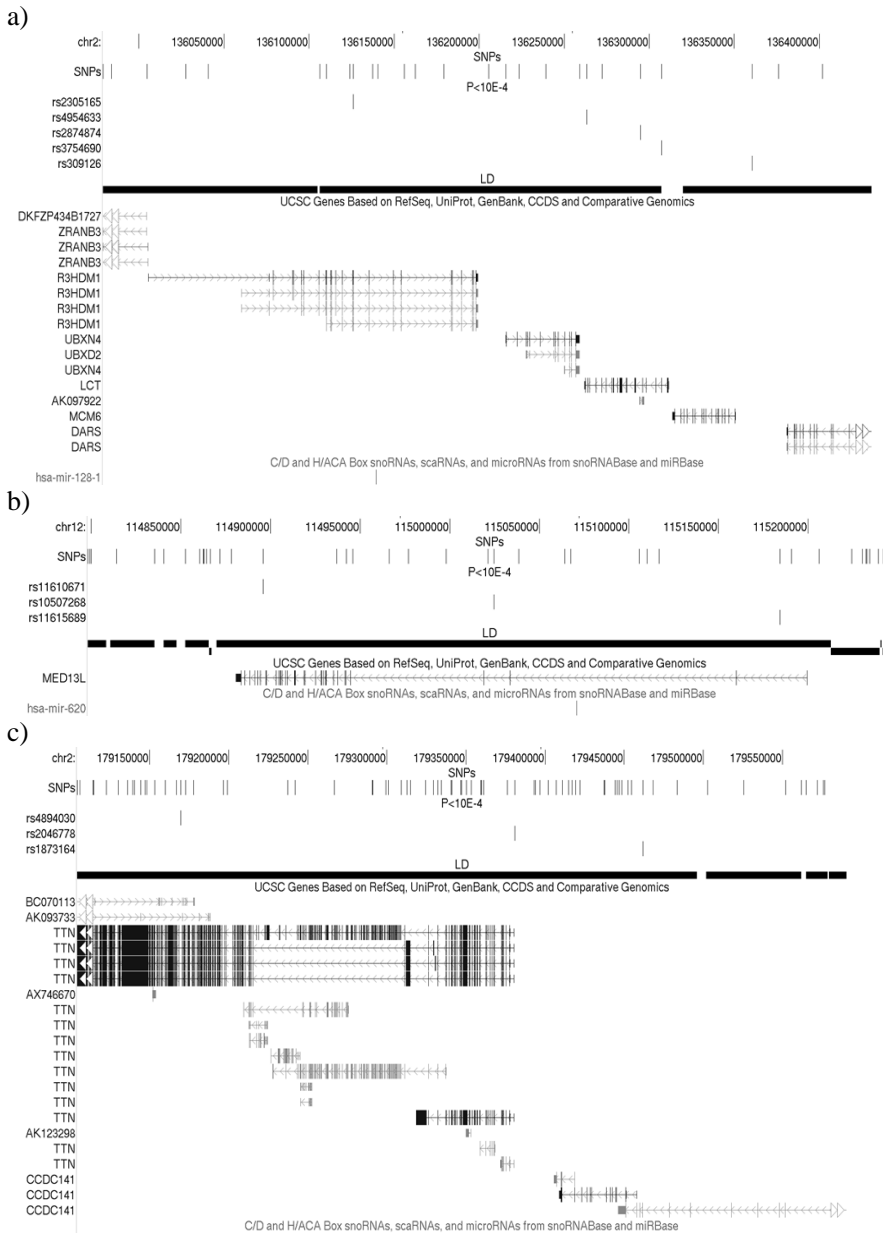 a)
chr2: 136050000 136100000 136150000 136200000 136250000 136300000 136350000 136400000
SNPs
SNPs
P<10E-4
rs2305165
rs4954633
rs2874874
rs3754690
rs309126
LD
UCSC Genes Based on RefSeq, UniProt, GenBank, CCDS and Comparative Genomics
DKFZP434B1727
ZRANB3
ZRANB3
ZRANB3
R3HDM1
R3HDM1
R3HDM1
R3HDM1
UBXN4
UBXD2
UBXN4
LCT
AK097922
MCM6
DARS
DARS
C/D and H/ACA Box snoRNAs, scaRNAs, and microRNAs from snoRNABase and miRBase
hsa-mir-128-1
b)
chr12: 114850000 114900000 114950000 115000000 115050000 115100000 115150000 115200000
SNPs
SNPs
P<10E-4
rs11610671
rs10507268
rs11615689
LD
UCSC Genes Based on RefSeq, UniProt, GenBank, CCDS and Comparative Genomics
MED13L
C/D and H/ACA Box snoRNAs, scaRNAs, and microRNAs from snoRNABase and miRBase
hsa-mir-620
c)
chr2: 179150000 179200000 179250000 179300000 179350000 179400000 179450000 179500000 179550000
SNPs
SNPs
P<10E-4
rs4894030
rs2046778
rs1873164
LD
UCSC Genes Based on RefSeq, UniProt, GenBank, CCDS and Comparative Genomics
BC070113
AK093733
TTN
TTN
TTN
TTN
AX746670
TTN
TTN
TTN
TTN
TTN
TTN
TTN
TTN
AK123298
TTN
TTN
CCDC141
CCDC141
CCDC141
C/D and H/ACA Box snoRNAs, scaRNAs, and microRNAs from snoRNABase and miRBase